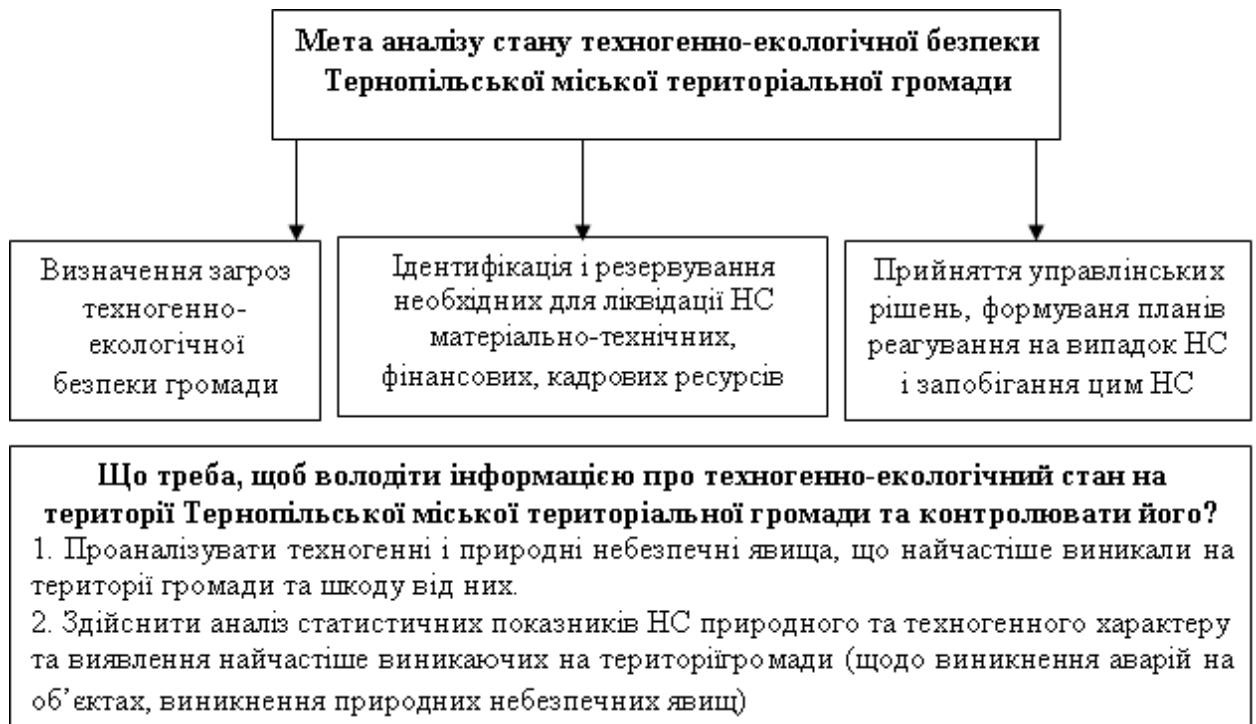 Мета аналізу стану техногенно-екологічної безпеки
Тернопільської міської територіальної громади
Визначення загроз
техногенно-
екологічної
безпеки громади
Ідентифікація і резервування
необхідних для ліквідації НС
матеріально-технічних,
фінансових, кадрових ресурсів
Прийняття управлінських
рішень, формуваня планів
реагування на випадок НС
і запобігання цим НС
Що треба, щоб володіти інформацією про техногенно-екологічний стан на
території Тернопільської міської територіальної громади та контролювати його?
1. Проаналізувати техногенні і природні небезпечні явища, що найчастіше виникали на
території громади та шкоду від них.
2. Здійснити аналіз статистичних показників НС природного та техногенного характеру
та виявлення найчастіше виникаючих на територіїгромади (щодо виникнення аварій на
об’єктах, виникнення природних небезпечних явищ)